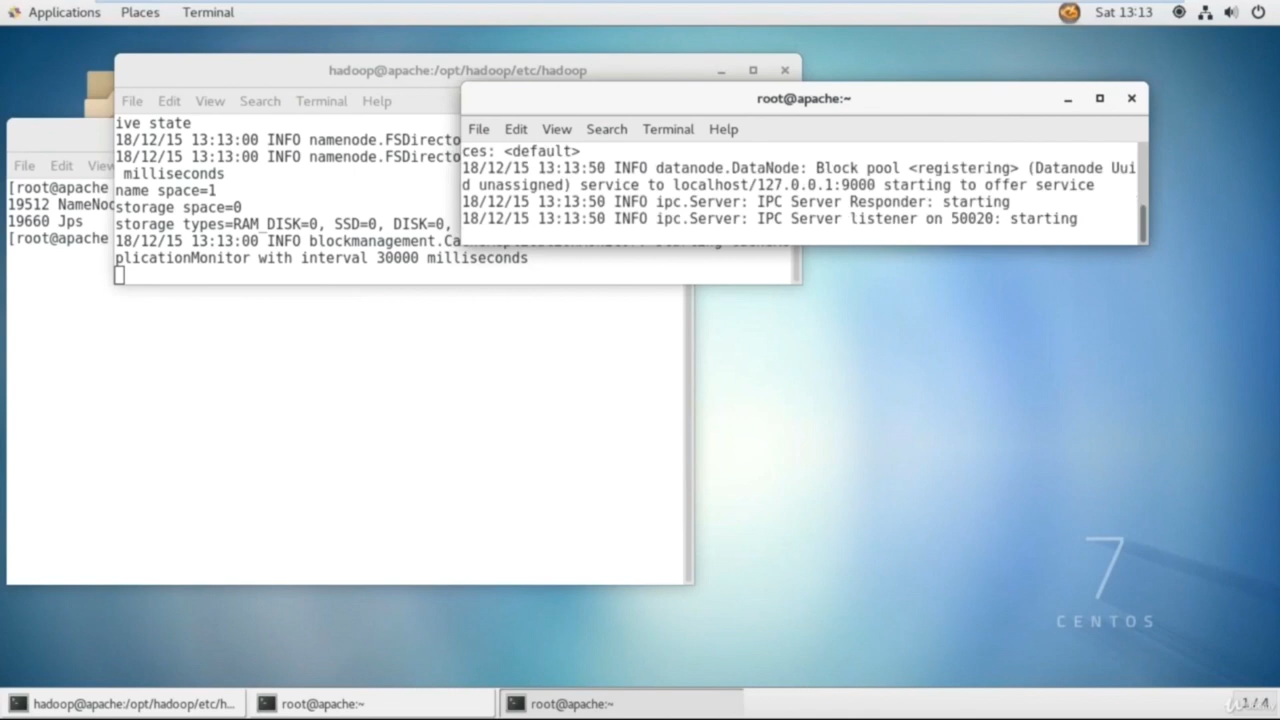 Applications Places Terminal Sat 13:13
hadoop@apache:/opt/hadoop/etc/hadoop
File Edit View Search Terminal Help
ive state
18/12/15 13:13:00 INFO namenode.FSDirecto
18/12/15 13:13:00 INFO namenode.FSDirecto
milliseconds
name space=1
storage space=0
storage types=RAM_DISK=0, SSD=0, DISK=0,
18/12/15 13:13:00 INFO blockmanagement.
plicationMonitor with interval 30000 milliseconds
root@apache:~
File Edit View Search Terminal Help
ces: <default>
18/12/15 13:13:50 INFO datanode.DataNode: Block pool <registering> (Datanode Uui
d unassigned) service to localhost/127.0.0.1:9000 starting to offer service
18/12/15 13:13:50 INFO ipc.Server: IPC Server Responder: starting
18/12/15 13:13:50 INFO ipc.Server: IPC Server listener on 50020: starting
File Edit View
[root@apache
19512 NameNod
19660 Jps
[root@apache
7
CENTOS
hadoop@apache:/opt/hadoop/etc/h... root@apache:~ root@apache:~ 1 / 4